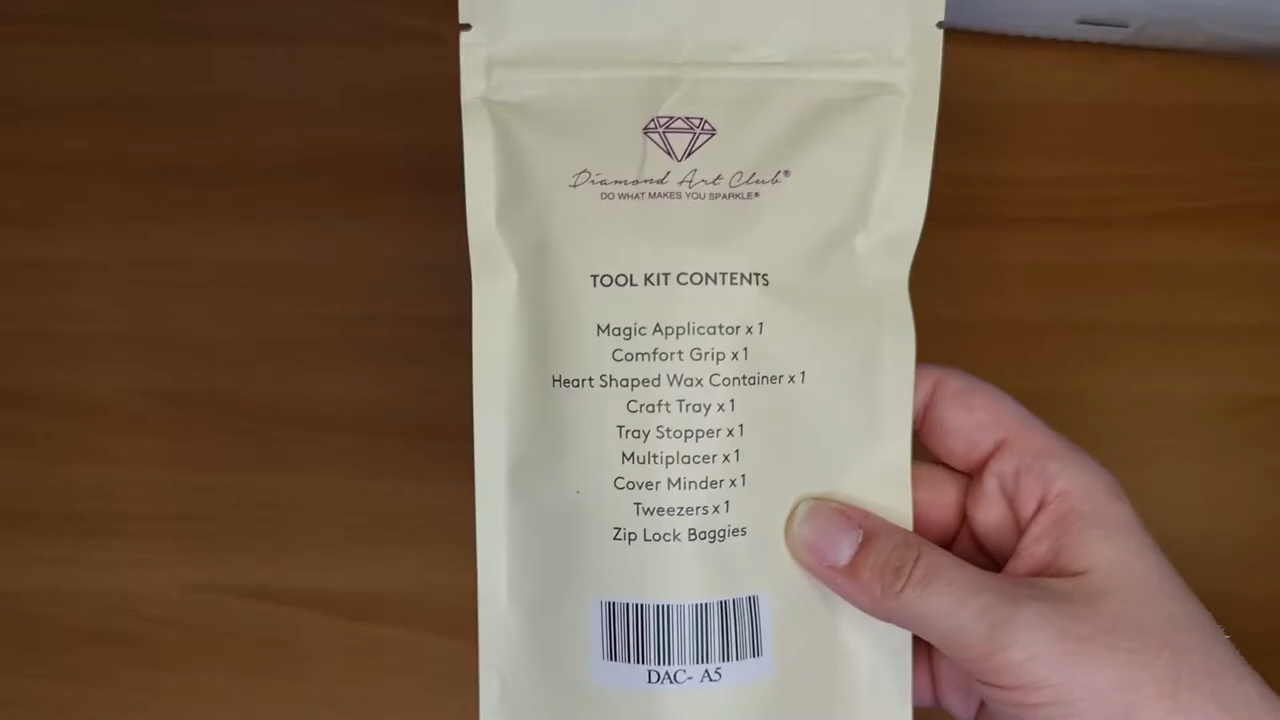 Diamond Art Club®
DO WHAT MAKES YOU SPARKLE®
TOOL KIT CONTENTS
Magic Applicator x 1
Comfort Grip x 1
Heart Shaped Wax Container x 1
Craft Tray x 1
Tray Stopper x 1
Multiplacer x 1
Cover Minder x 1
Tweezers x 1
Zip Lock Baggies
DAC- A5